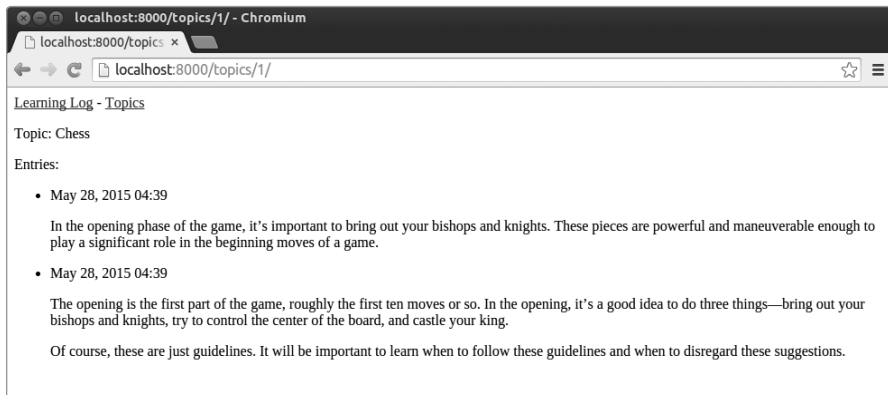 localhost:8000/topics/1/ - Chromium
localhost:8000/topics
localhost:8000/topics/1/
Learning Log - Topics
Topic: Chess
Entries:
• May 28, 2015 04:39
In the opening phase of the game, it’s important to bring out your bishops and knights. These pieces are powerful and maneuverable enough to
play a significant role in the beginning moves of a game.
• May 28, 2015 04:39
The opening is the first part of the game, roughly the first ten moves or so. In the opening, it’s a good idea to do three things—bring out your
bishops and knights, try to control the center of the board, and castle your king.
Of course, these are just guidelines. It will be important to learn when to follow these guidelines and when to disregard these suggestions.